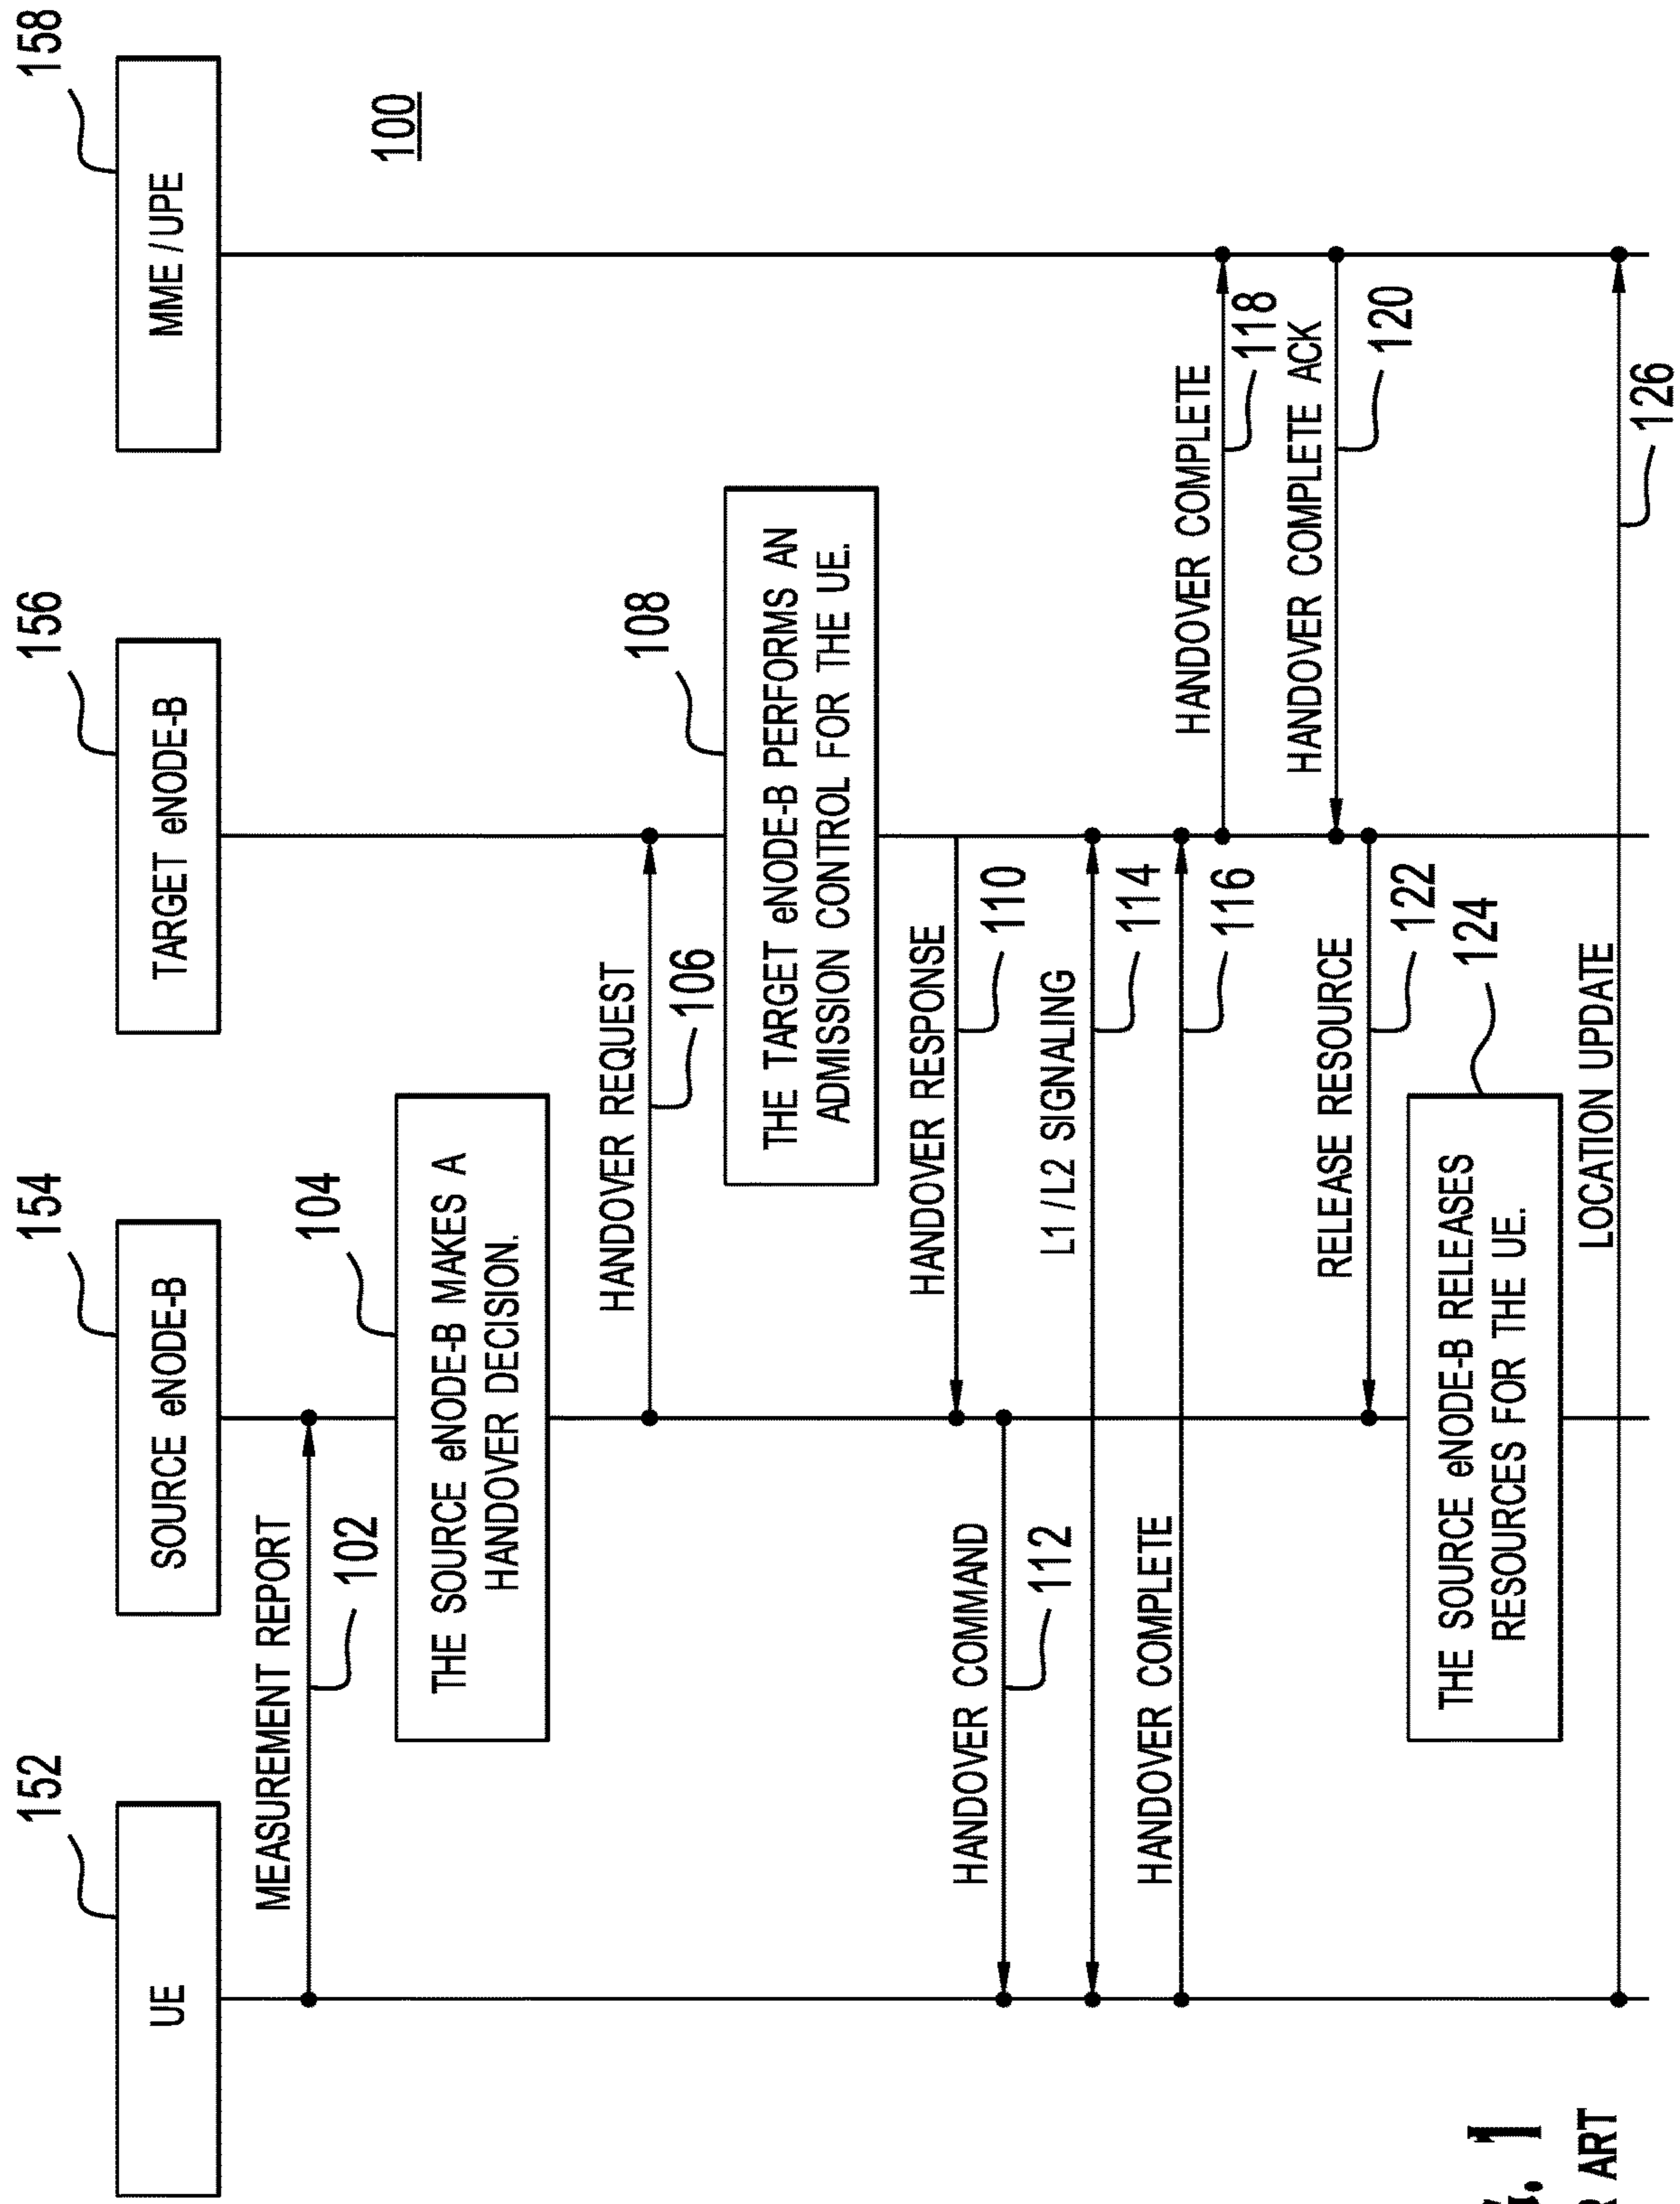 152
154
156
158
UE
SOURCE eNODE-B
TARGET eNODE-B
MME / UPE
100
MEASUREMENT REPORT
102
104
THE SOURCE eNODE-B MAKES A
HANDOVER DECISION.
HANDOVER REQUEST
106
108
THE TARGET eNODE-B PERFORMS AN
ADMISSION CONTROL FOR THE UE.
HANDOVER RESPONSE
110
HANDOVER COMMAND
112
L1 / L2 SIGNALING
114
HANDOVER COMPLETE
116
HANDOVER COMPLETE
118
HANDOVER COMPLETE ACK
120
RELEASE RESOURCE
122
124
THE SOURCE eNODE-B RELEASES
RESOURCES FOR THE UE.
LOCATION UPDATE
126
1
ART